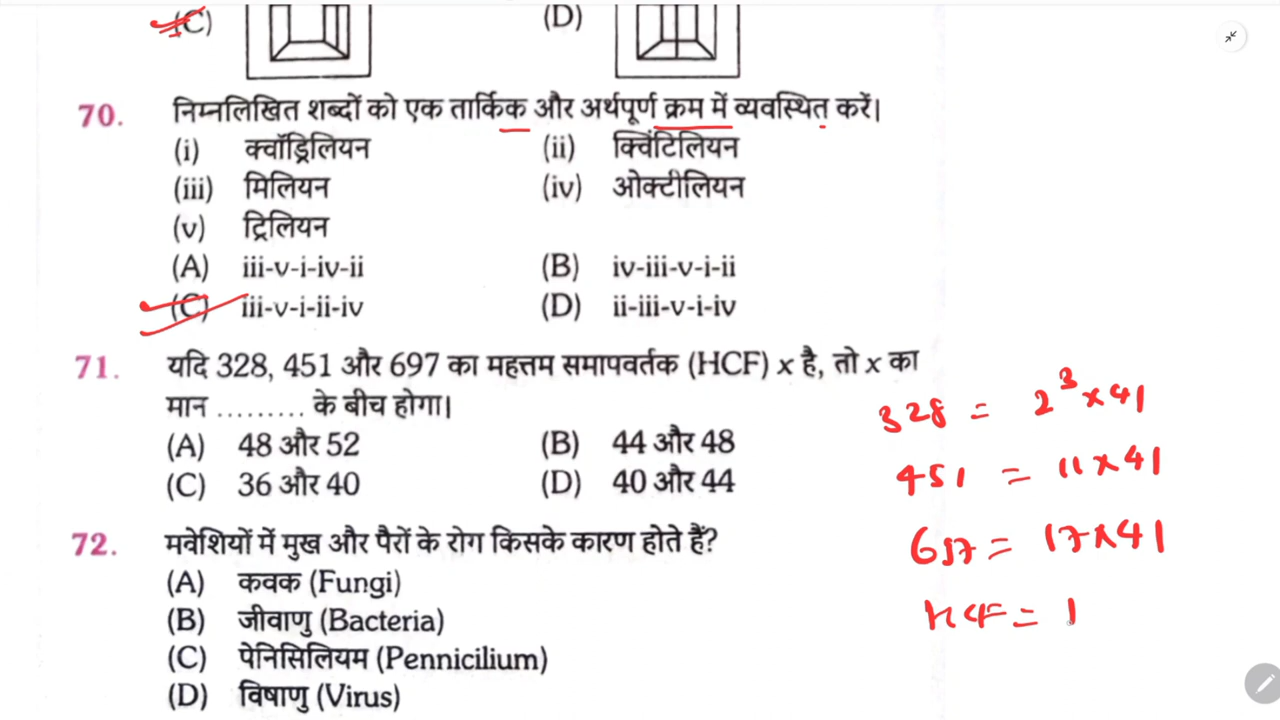 (C) (D)
70. निम्नलिखित शब्दों को एक तार्किक और अर्थपूर्ण क्रम में व्यवस्थित करें।
(i) क्वॉड्रिलियन (ii) क्विंटिलियन
(iii) मिलियन (iv) ओक्टीलियन
(v) ट्रिलियन
(A) iii-v-i-iv-ii (B) iv-iii-v-i-ii
(C) iii-v-i-ii-iv (D) ii-iii-v-i-iv
71. यदि 328, 451 और 697 का महत्तम समापवर्तक (HCF) x है, तो x का
मान ......... के बीच होगा।
(A) 48 और 52 (B) 44 और 48
(C) 36 और 40 (D) 40 और 44
72. मवेशियों में मुख और पैरों के रोग किसके कारण होते हैं?
(A) कवक (Fungi)
(B) जीवाणु (Bacteria)
(C) पेनिसिलियम (Pennicilium)
(D) विषाणु (Virus)
328 = 2³ × 41
451 = 11 × 41
697 = 17 × 41
HCF = 1